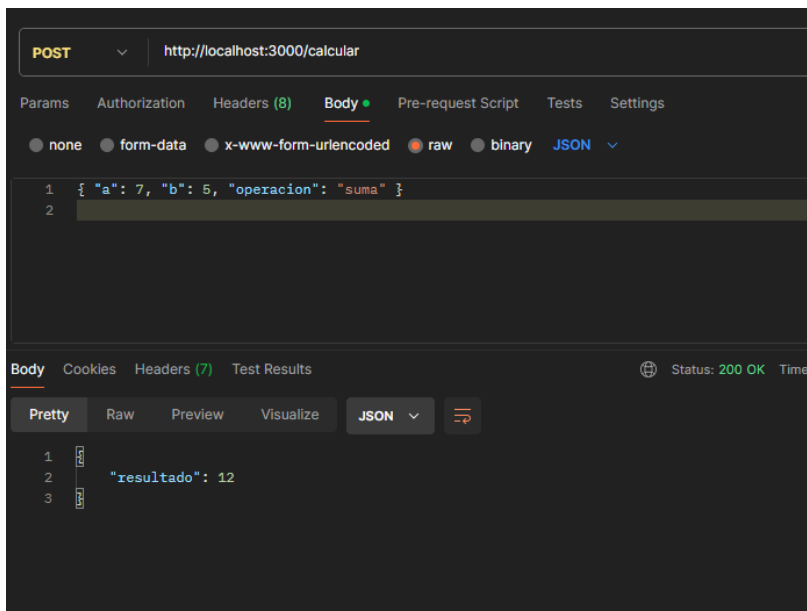 POST http://localhost:3000/calcular
Params Authorization Headers (8) Body Pre-request Script Tests Settings
none form-data x-www-form-urlencoded raw binary JSON
1 { "a": 7, "b": 5, "operacion": "suma" }
2
Body Cookies Headers (7) Test Results Status: 200 OK Time
Pretty Raw Preview Visualize JSON
1 {
2 "resultado": 12
3 }